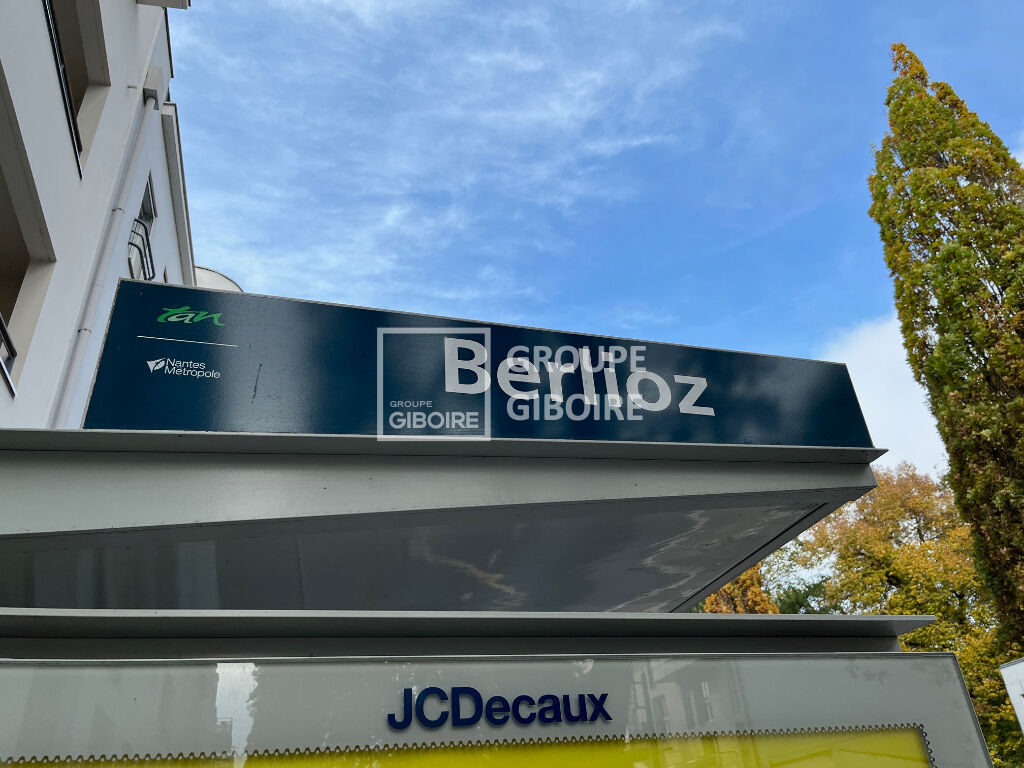 tan
Nantes
Métropole
Berlioz
GROUPE
GIBOIRE
GROUPE
GIBOIRE
JCDecaux